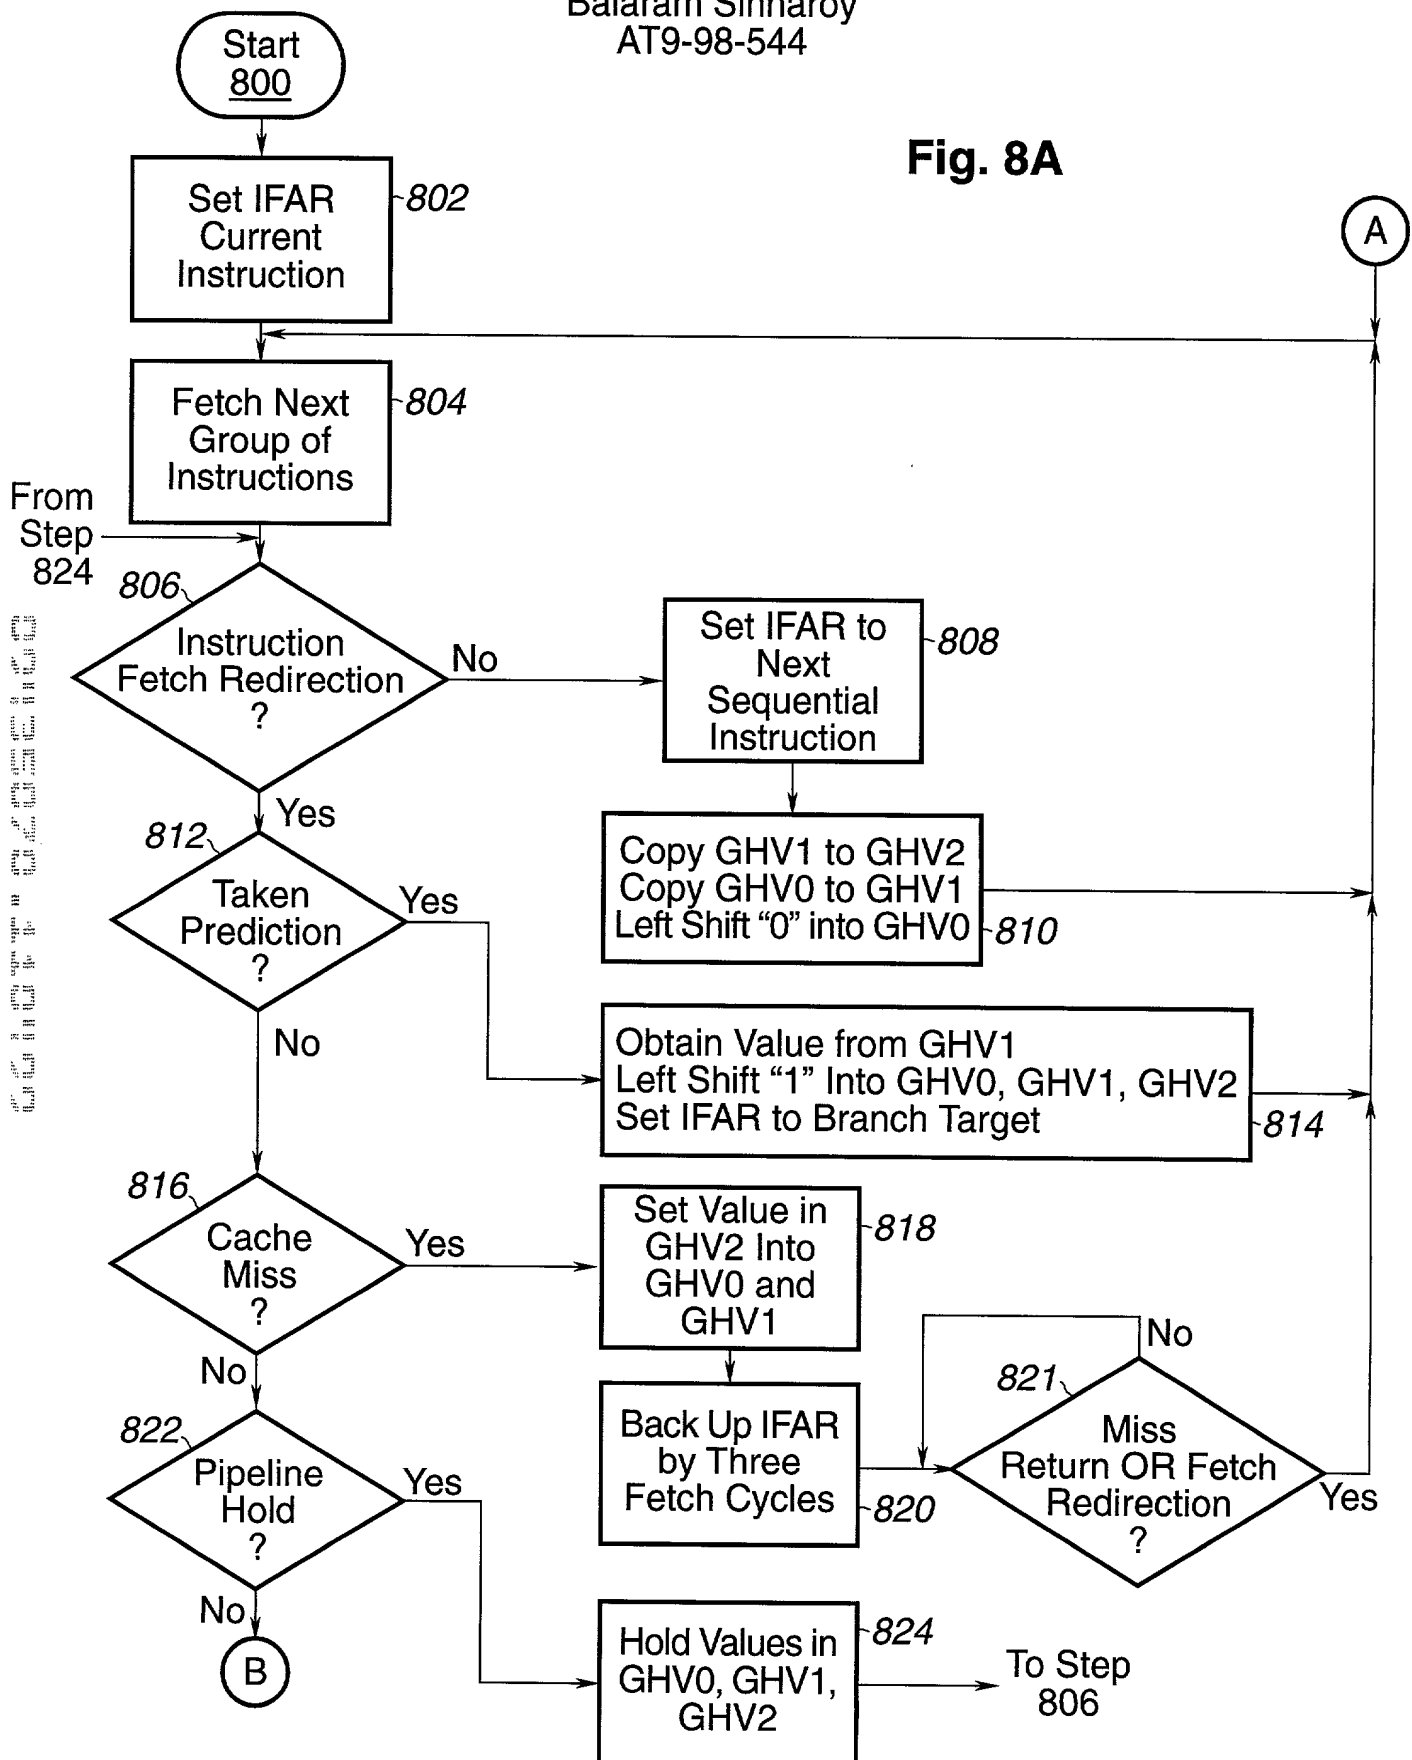 Balaram Sinharoy
AT9-98-544
Fig. 8A
Start
800
Set IFAR
Current
Instruction
802
A
Fetch Next
Group of
Instructions
804
From
Step
824
806
Instruction
Fetch Redirection
?
No
Yes
Set IFAR to
Next
Sequential
Instruction
808
Copy GHV1 to GHV2
Copy GHV0 to GHV1
Left Shift “0” into GHV0
810
812
Taken
Prediction
?
Yes
No
Obtain Value from GHV1
Left Shift “1” Into GHV0, GHV1, GHV2
Set IFAR to Branch Target
814
816
Cache
Miss
?
Yes
No
Set Value in
GHV2 Into
GHV0 and
GHV1
818
Back Up IFAR
by Three
Fetch Cycles
820
821
Miss
Return OR Fetch
Redirection
?
No
Yes
822
Pipeline
Hold
?
Yes
No
B
Hold Values in
GHV0, GHV1,
GHV2
824
To Step
806